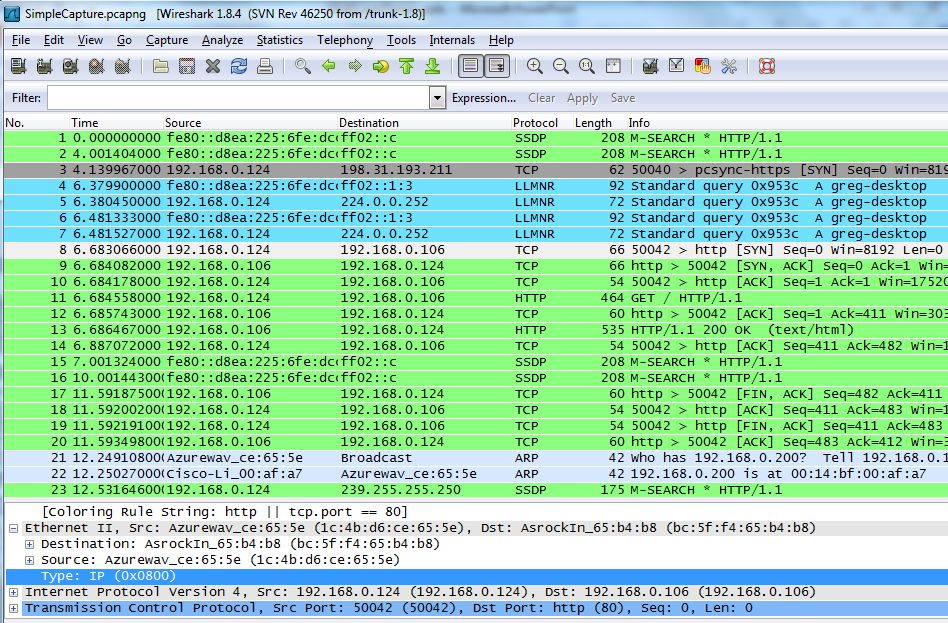 SimpleCapture.pcapng [Wireshark 1.8.4 (SVN Rev 46250 from /trunk-1.8)]
File Edit View Go Capture Analyze Statistics Telephony Tools Internals Help
Filter: Expression... Clear Apply Save
No. Time Source Destination Protocol Length Info
1 0.000000000 fe80::d8ea:225:6fe:dc ff02::c SSDP 208 M-SEARCH * HTTP/1.1
2 4.001404000 fe80::d8ea:225:6fe:dc ff02::c SSDP 208 M-SEARCH * HTTP/1.1
3 4.139967000 192.168.0.124 198.31.193.211 TCP 62 50040 > pcsync-https [SYN] Seq=0 Win=819
4 6.379900000 fe80::d8ea:225:6fe:dc ff02::1:3 LLMNR 92 Standard query 0x953c A greg-desktop
5 6.380450000 192.168.0.124 224.0.0.252 LLMNR 72 Standard query 0x953c A greg-desktop
6 6.481333000 fe80::d8ea:225:6fe:dc ff02::1:3 LLMNR 92 Standard query 0x953c A greg-desktop
7 6.481527000 192.168.0.124 224.0.0.252 LLMNR 72 Standard query 0x953c A greg-desktop
8 6.683066000 192.168.0.124 192.168.0.106 TCP 66 50042 > http [SYN] Seq=0 Win=8192 Len=0
9 6.684082000 192.168.0.106 192.168.0.124 TCP 66 http > 50042 [SYN, ACK] Seq=0 Ack=1 Win=
10 6.684178000 192.168.0.124 192.168.0.106 TCP 54 50042 > http [ACK] Seq=1 Ack=1 Win=17520
11 6.684558000 192.168.0.124 192.168.0.106 HTTP 464 GET / HTTP/1.1
12 6.685743000 192.168.0.106 192.168.0.124 TCP 60 http > 50042 [ACK] Seq=1 Ack=411 Win=303
13 6.686467000 192.168.0.106 192.168.0.124 HTTP 535 HTTP/1.1 200 OK (text/html)
14 6.887072000 192.168.0.124 192.168.0.106 TCP 54 50042 > http [ACK] Seq=411 Ack=482 Win=1
15 7.001324000 fe80::d8ea:225:6fe:dc ff02::c SSDP 208 M-SEARCH * HTTP/1.1
16 10.00144300 fe80::d8ea:225:6fe:dc ff02::c SSDP 208 M-SEARCH * HTTP/1.1
17 11.59187500 192.168.0.106 192.168.0.124 TCP 60 http > 50042 [FIN, ACK] Seq=482 Ack=411
18 11.59200200 192.168.0.124 192.168.0.106 TCP 54 50042 > http [ACK] Seq=411 Ack=483 Win=1
19 11.59219100 192.168.0.124 192.168.0.106 TCP 54 50042 > http [FIN, ACK] Seq=411 Ack=483
20 11.59349800 192.168.0.106 192.168.0.124 TCP 60 http > 50042 [ACK] Seq=483 Ack=412 Win=3
21 12.24910800 Azurewav_ce:65:5e Broadcast ARP 42 Who has 192.168.0.200? Tell 192.168.0.1
22 12.25027000 Cisco-Li_00:af:a7 Azurewav_ce:65:5e ARP 42 192.168.0.200 is at 00:14:bf:00:af:a7
23 12.53164600 192.168.0.124 239.255.255.250 SSDP 175 M-SEARCH * HTTP/1.1
[Coloring Rule String: http || tcp.port == 80]
Ethernet II, Src: Azurewav_ce:65:5e (1c:4b:d6:ce:65:5e), Dst: AsrockIn_65:b4:b8 (bc:5f:f4:65:b4:b8)
Destination: AsrockIn_65:b4:b8 (bc:5f:f4:65:b4:b8)
Source: Azurewav_ce:65:5e (1c:4b:d6:ce:65:5e)
Type: IP (0x0800)
Internet Protocol Version 4, Src: 192.168.0.124 (192.168.0.124), Dst: 192.168.0.106 (192.168.0.106)
Transmission Control Protocol, Src Port: 50042 (50042), Dst Port: http (80), Seq: 0, Len: 0